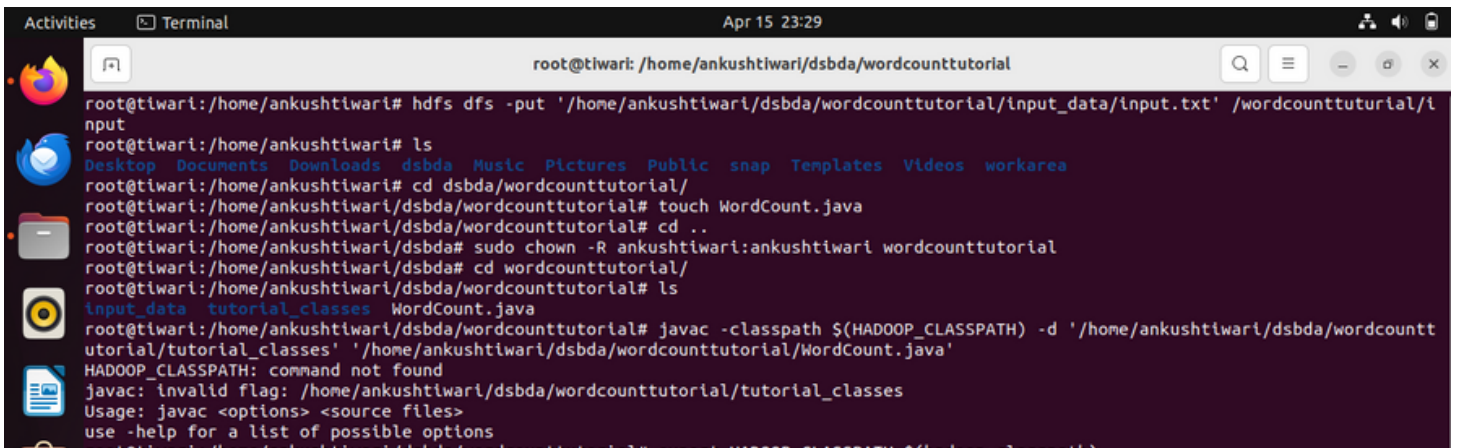 Activities Terminal Apr 15 23:29
root@tiwari: /home/ankushtiwari/dsbda/wordcounttutorial
root@tiwari:/home/ankushtiwari# hdfs dfs -put '/home/ankushtiwari/dsbda/wordcounttutorial/input_data/input.txt' /wordcounttuturial/i
nput
root@tiwari:/home/ankushtiwari# ls
Desktop Documents Downloads dsbda Music Pictures Public snap Templates Videos workarea
root@tiwari:/home/ankushtiwari# cd dsbda/wordcounttutorial/
root@tiwari:/home/ankushtiwari/dsbda/wordcounttutorial# touch WordCount.java
root@tiwari:/home/ankushtiwari/dsbda/wordcounttutorial# cd ..
root@tiwari:/home/ankushtiwari/dsbda# sudo chown -R ankushtiwari:ankushtiwari wordcounttutorial
root@tiwari:/home/ankushtiwari/dsbda# cd wordcounttutorial/
root@tiwari:/home/ankushtiwari/dsbda/wordcounttutorial# ls
input_data tutorial_classes WordCount.java
root@tiwari:/home/ankushtiwari/dsbda/wordcounttutorial# javac -classpath $(HADOOP_CLASSPATH) -d '/home/ankushtiwari/dsbda/wordcountt
utorial/tutorial_classes' '/home/ankushtiwari/dsbda/wordcounttutorial/WordCount.java'
HADOOP_CLASSPATH: command not found
javac: invalid flag: /home/ankushtiwari/dsbda/wordcounttutorial/tutorial_classes
Usage: javac <options> <source files>
use -help for a list of possible options